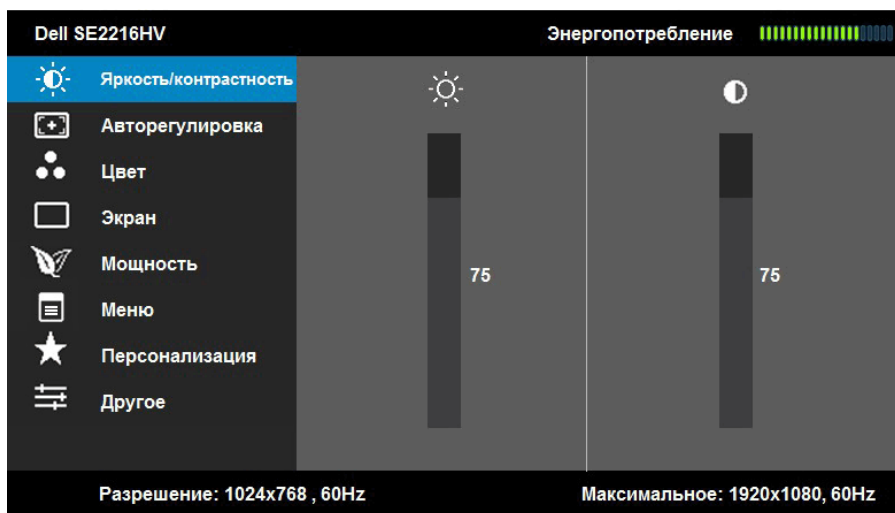 Dell SE2216HV Энергопотребление
Яркость/контрастность
Авторегулировка
Цвет
Экран
Мощность
75 75
Меню
Персонализация
Другое
Разрешение: 1024x768 , 60Hz Максимальное: 1920x1080, 60Hz